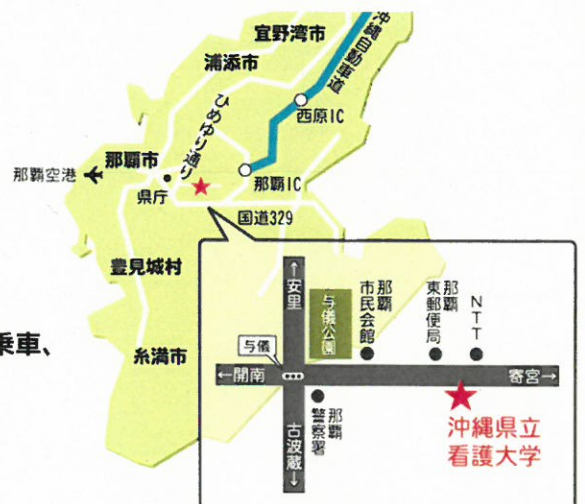 宜野湾市
沖縄自動車道
浦添市
ひめゆり通り
西原IC
那覇市
那覇空港
那覇IC
県庁
国道329
豊見城村
糸満市
乗車、
↑安里
与儀公園
那覇
市民会館
那覇
東郵便局
NTT
与儀
←開南
寄宮→
古波蔵↓
那覇
警察署
沖縄県立
看護大学